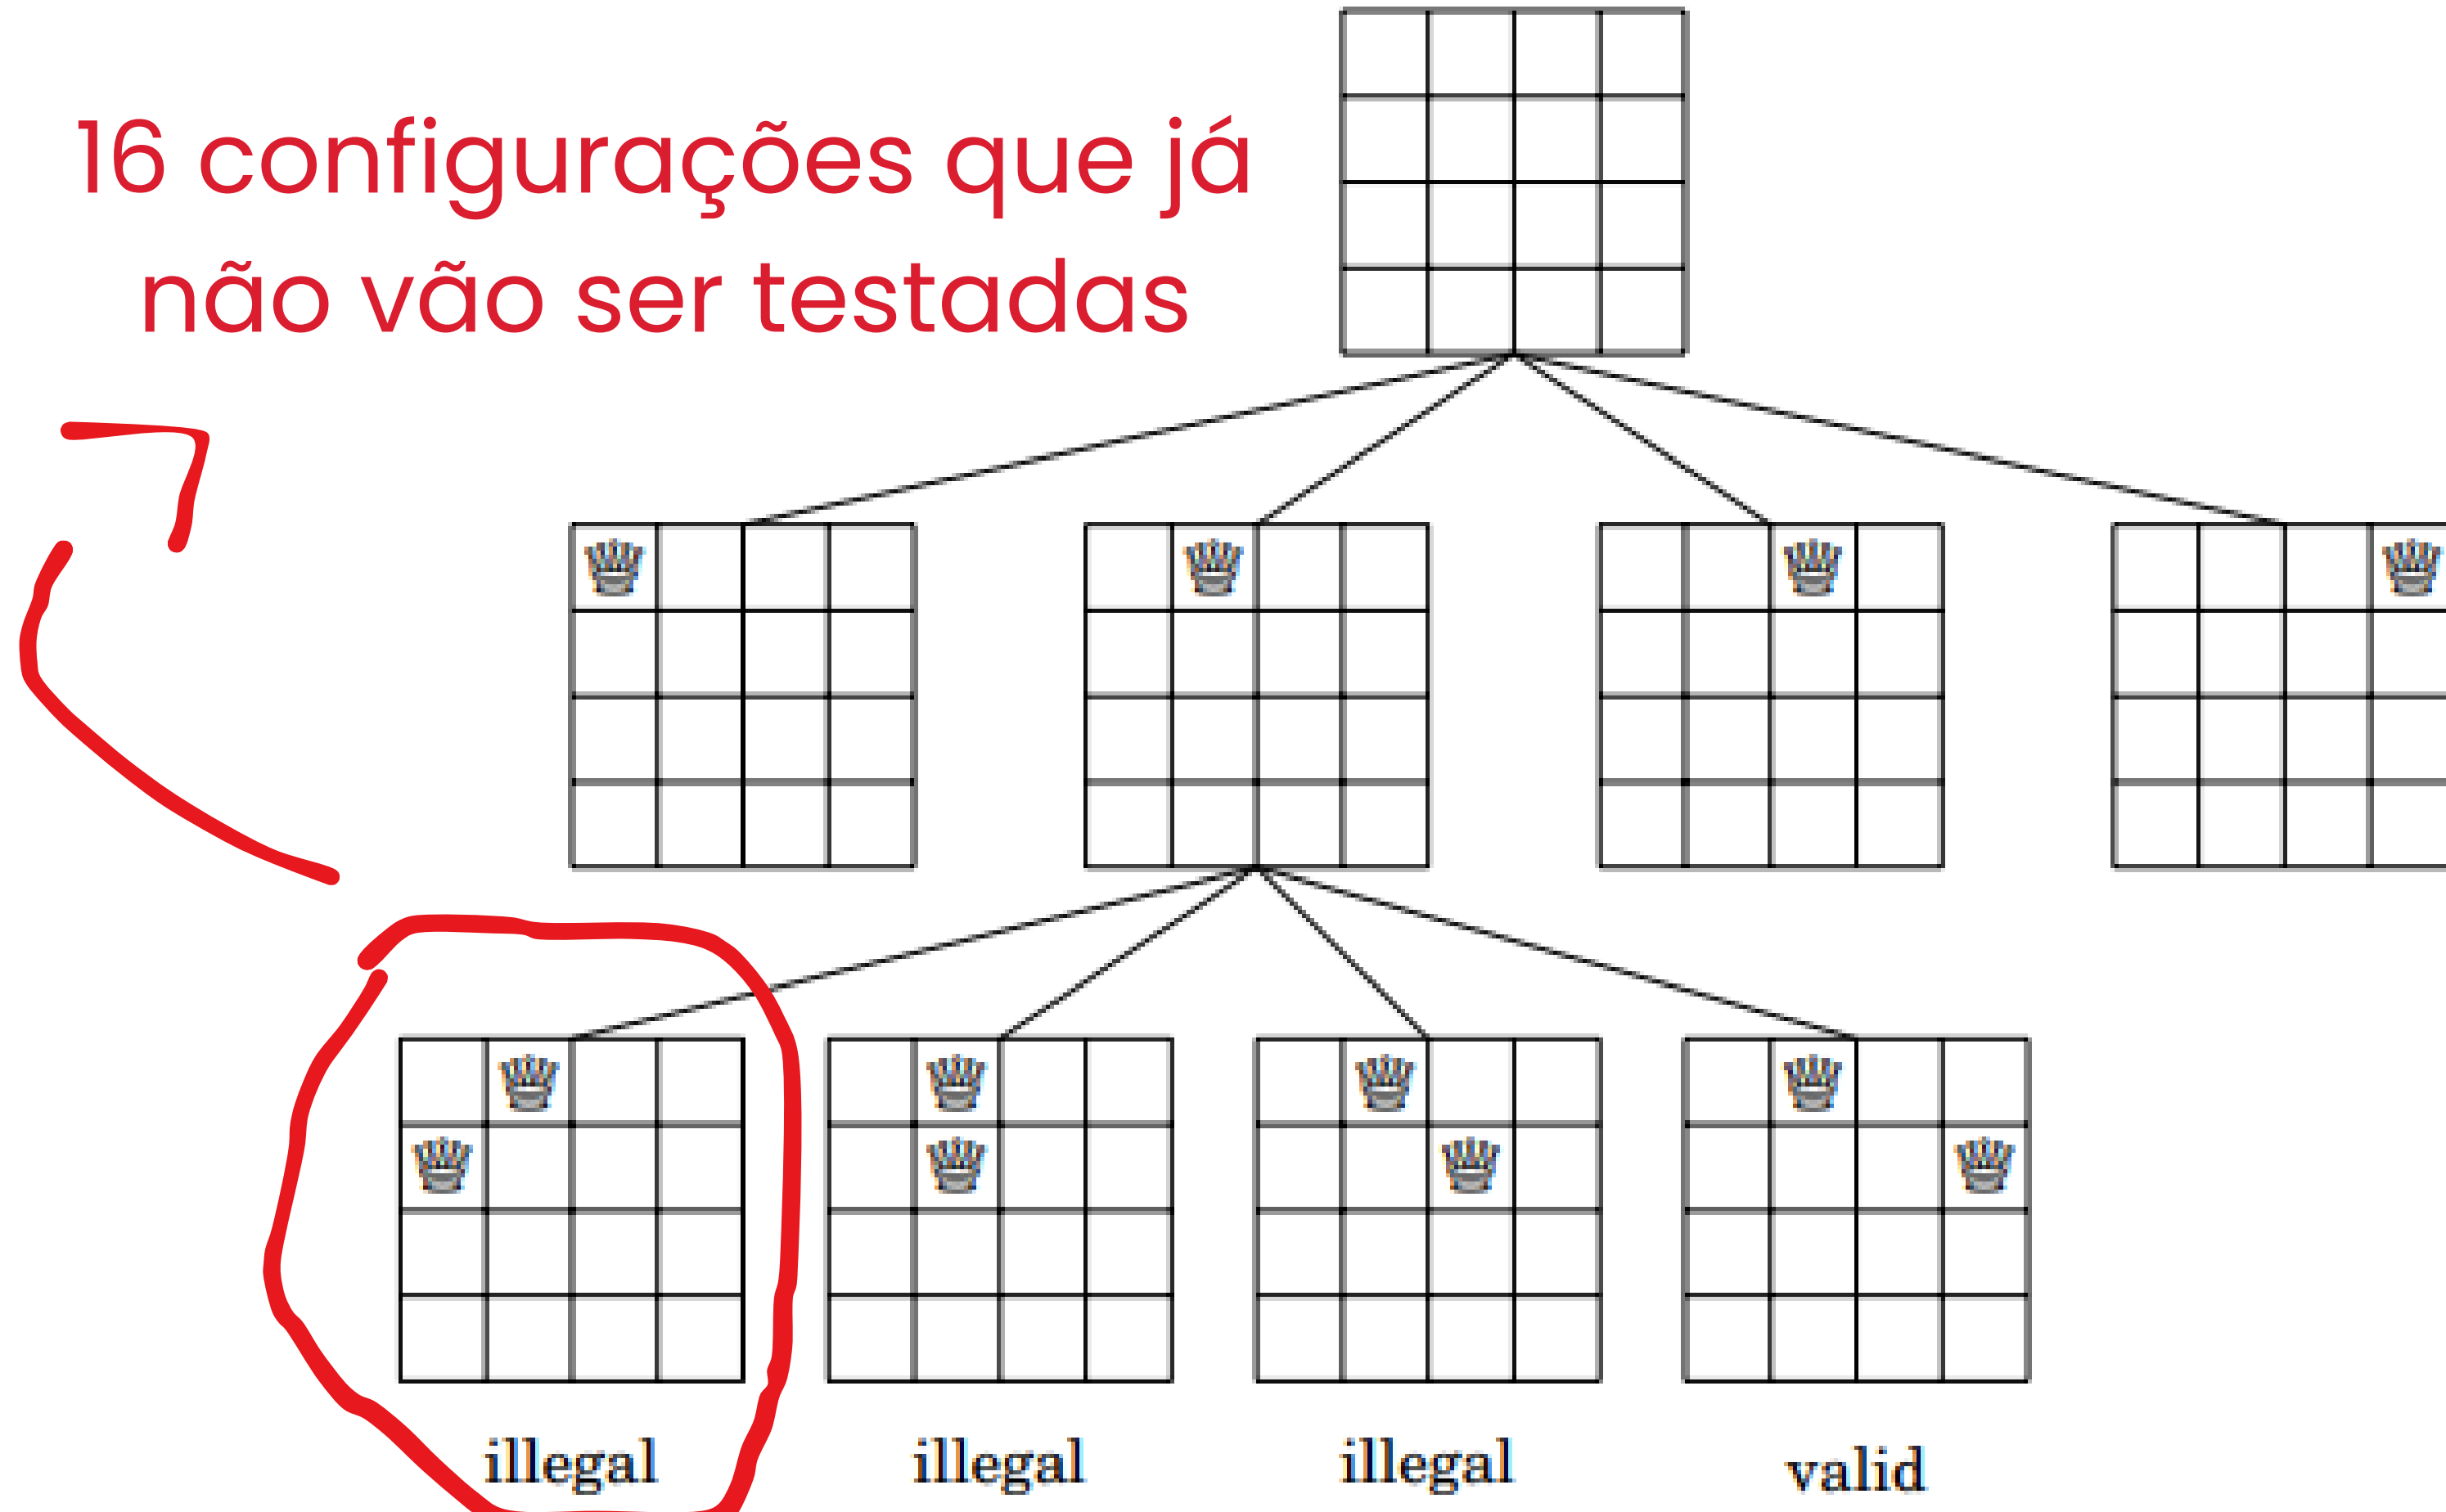 16 configurações que já
não vão ser testadas
illegal illegal illegal valid